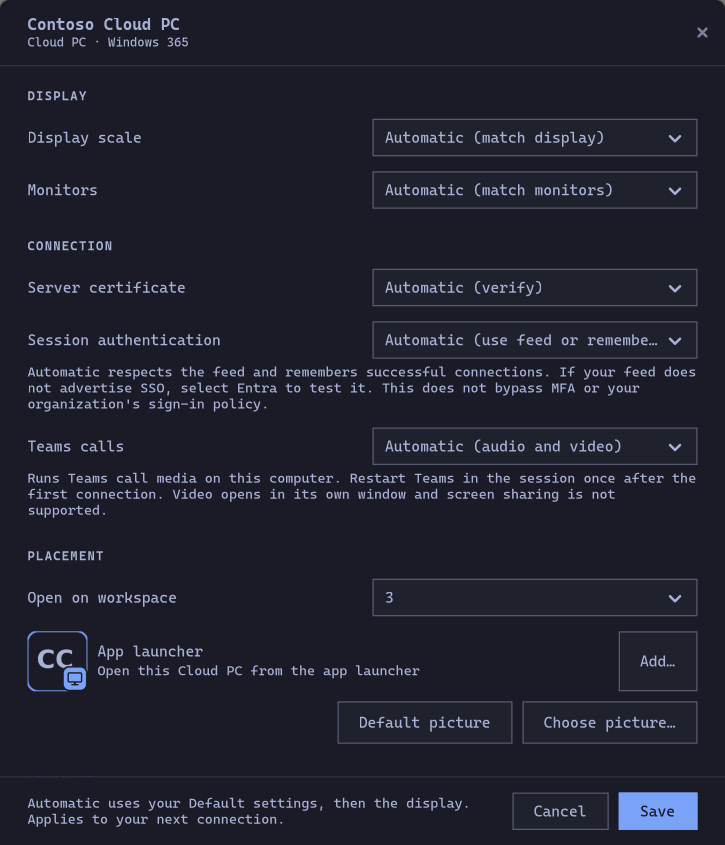 Contoso Cloud PC
Cloud PC · Windows 365
DISPLAY
Display scale
Automatic (match display)
Monitors
Automatic (match monitors)
CONNECTION
Server certificate
Automatic (verify)
Session authentication
Automatic (use feed or remembe…
Automatic respects the feed and remembers successful connections. If your feed does
not advertise SSO, select Entra to test it. This does not bypass MFA or your
organization's sign-in policy.
Teams calls
Automatic (audio and video)
Runs Teams call media on this computer. Restart Teams in the session once after the
first connection. Video opens in its own window and screen sharing is not
supported.
PLACEMENT
Open on workspace
3
CC
App launcher
Open this Cloud PC from the app launcher
Add…
Default picture
Choose picture…
Automatic uses your Default settings, then the display.
Applies to your next connection.
Cancel
Save